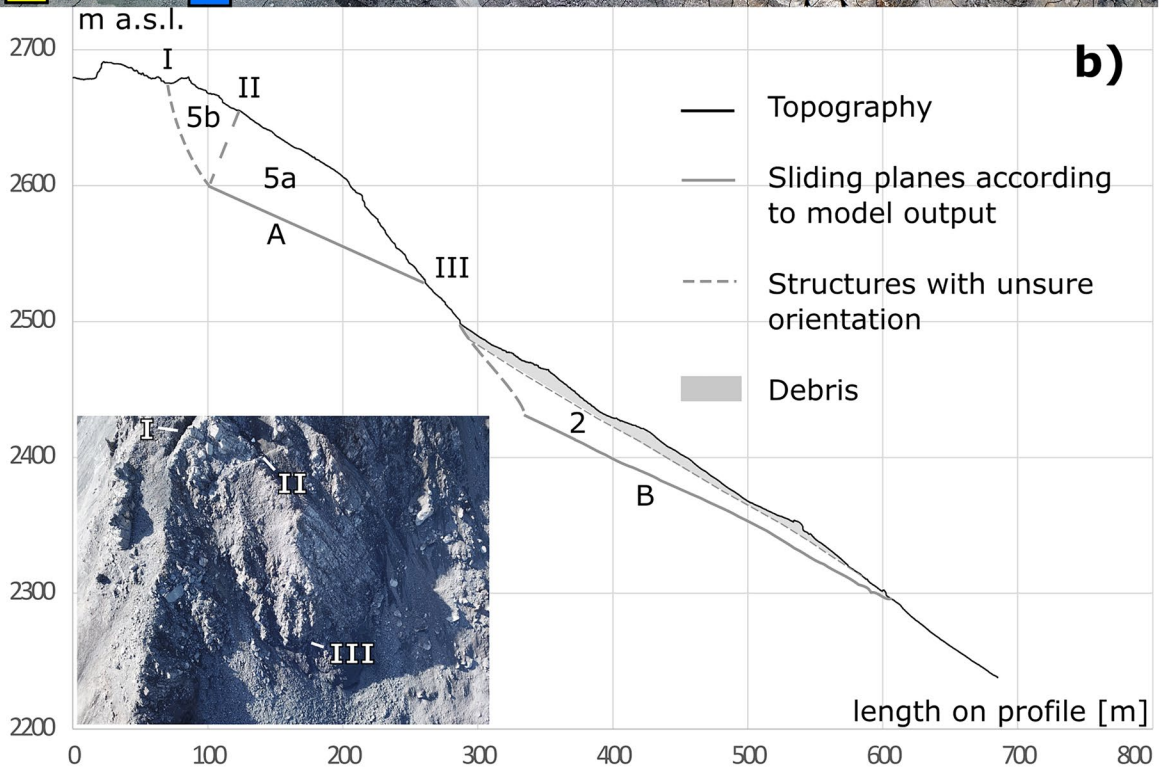 m a.s.l.
b)
2700
2600
2500
2400
2300
2200
I
II
5b
5a
A
III
2
B
Topography
Sliding planes according
to model output
Structures with unsure
orientation
Debris
I
II
III
length on profile [m]
0 100 200 300 400 500 600 700 800